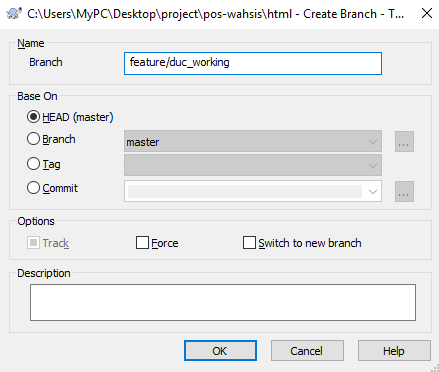 C:\Users\MyPC\Desktop\project\pos-wahsis\html - Create Branch - T...
Name
Branch feature/duc_working
Base On
HEAD (master)
Branch master ...
Tag
Commit ...
Options
Track Force Switch to new branch
Description
OK Cancel Help